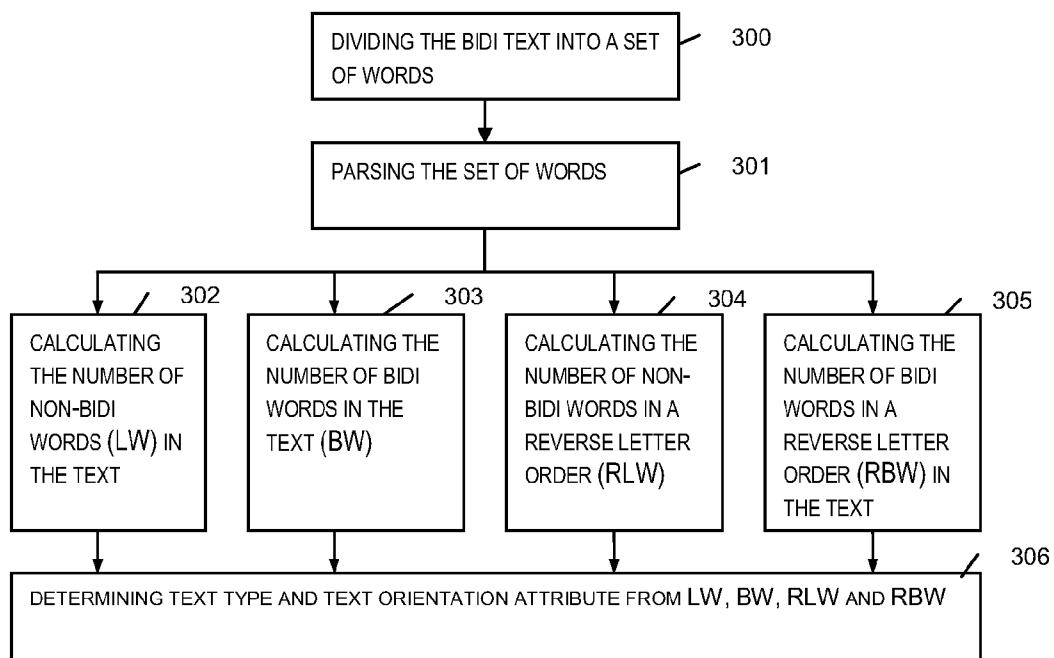 DIVIDING THE BIDI TEXT INTO A SET
OF WORDS
300
PARSING THE SET OF WORDS
301
302
CALCULATING
THE NUMBER OF
NON-BIDI
WORDS (LW) IN
THE TEXT
303
CALCULATING THE
NUMBER OF BIDI
WORDS IN THE
TEXT (BW)
304
CALCULATING THE
NUMBER OF NON-
BIDI WORDS IN A
REVERSE LETTER
ORDER (RLW)
305
CALCULATING THE
NUMBER OF BIDI
WORDS IN A
REVERSE LETTER
ORDER (RBW) IN
THE TEXT
306
DETERMINING TEXT TYPE AND TEXT ORIENTATION ATTRIBUTE FROM LW, BW, RLW AND RBW